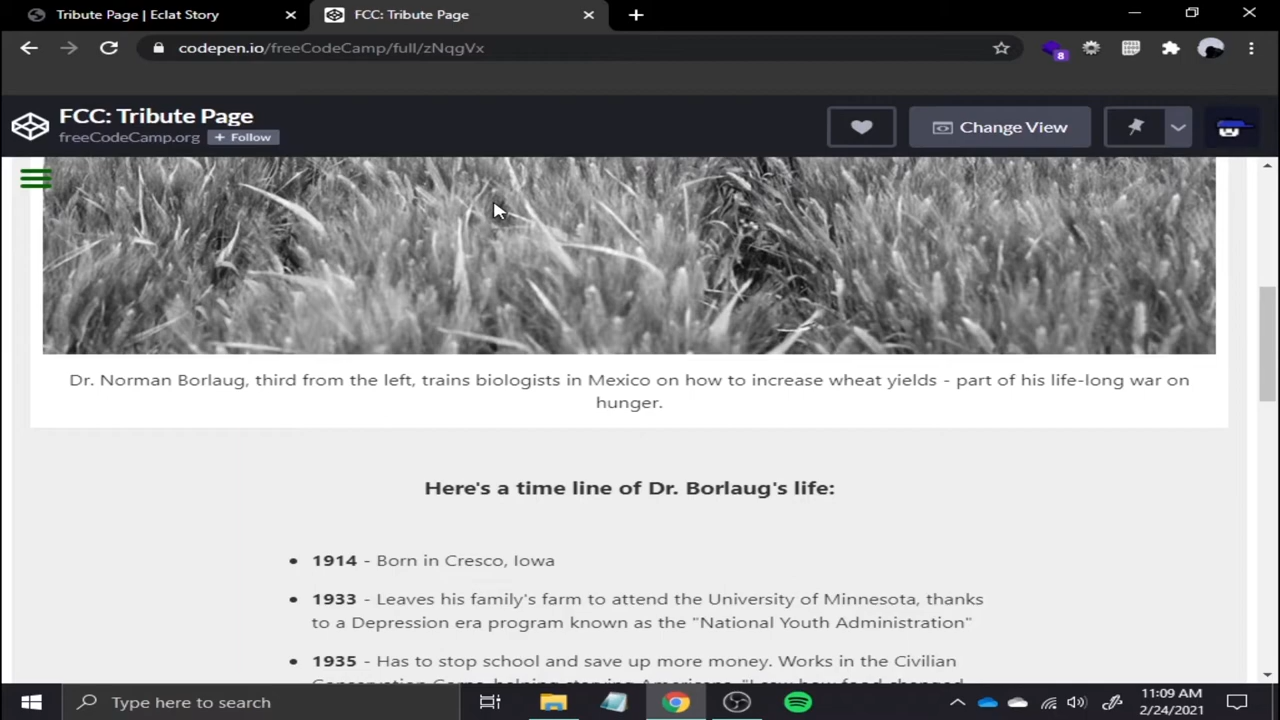 Tribute Page | Eclat Story
FCC: Tribute Page
codepen.io/freeCodeCamp/full/zNqgVx
8
FCC: Tribute Page
freeCodeCamp.org + Follow
Change View
Dr. Norman Borlaug, third from the left, trains biologists in Mexico on how to increase wheat yields - part of his life-long war on
hunger.
Here's a time line of Dr. Borlaug's life:
• 1914 - Born in Cresco, Iowa
• 1933 - Leaves his family's farm to attend the University of Minnesota, thanks
to a Depression era program known as the "National Youth Administration"
• 1935 - Has to stop school and save up more money. Works in the Civilian
Type here to search
11:09 AM
2/24/2021